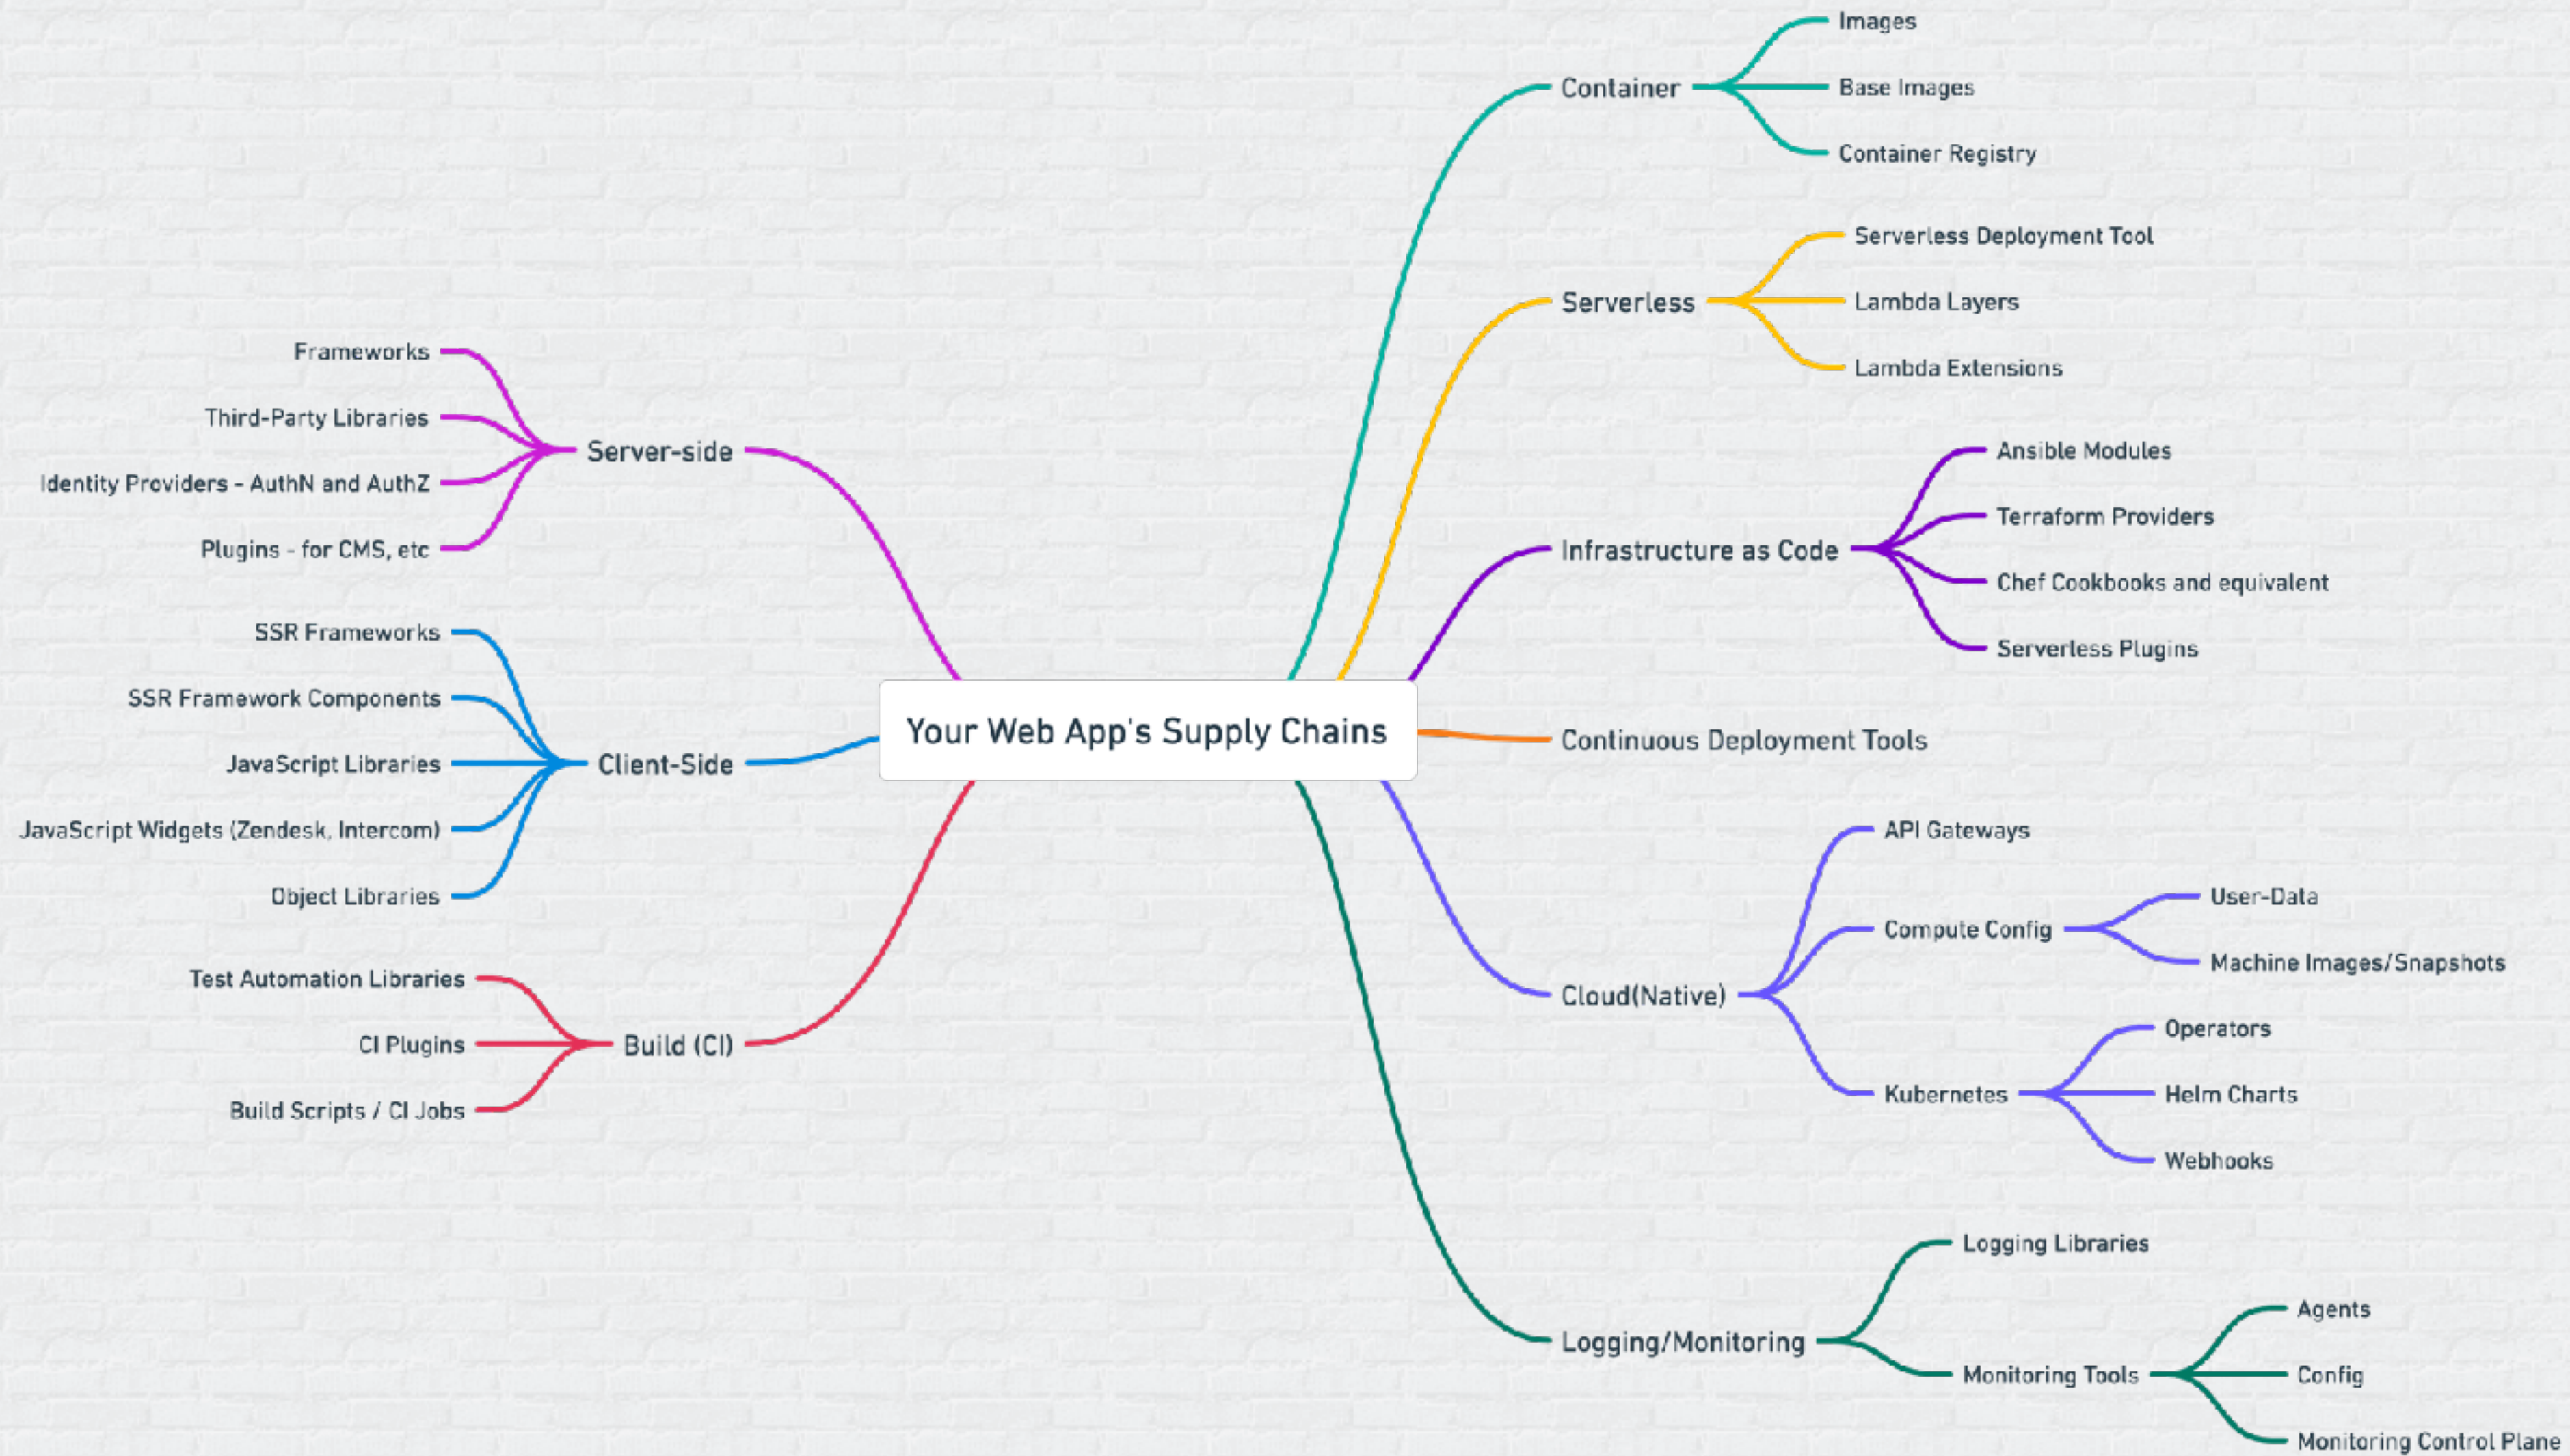 Your Web App's Supply Chains
Server-side
Frameworks
Third-Party Libraries
Identity Providers - AuthN and AuthZ
Plugins - for CMS, etc
Client-Side
SSR Frameworks
SSR Framework Components
JavaScript Libraries
JavaScript Widgets (Zendesk, Intercom)
Object Libraries
Build (CI)
Test Automation Libraries
CI Plugins
Build Scripts / CI Jobs
Container
Images
Base Images
Container Registry
Serverless
Serverless Deployment Tool
Lambda Layers
Lambda Extensions
Infrastructure as Code
Ansible Modules
Terraform Providers
Chef Cookbooks and equivalent
Serverless Plugins
Continuous Deployment Tools
Cloud(Native)
API Gateways
Compute Config
User-Data
Machine Images/Snapshots
Kubernetes
Operators
Helm Charts
Webhooks
Logging/Monitoring
Logging Libraries
Monitoring Tools
Agents
Config
Monitoring Control Plane